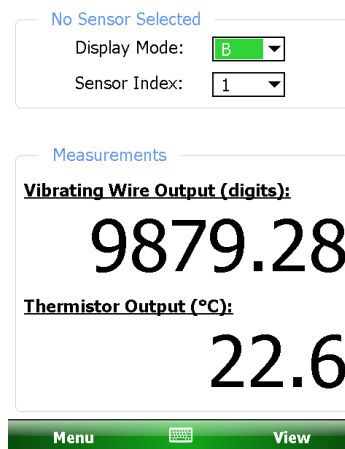 No Sensor Selected
Display Mode: B
Sensor Index: 1
Measurements
Vibrating Wire Output (digits):
9879.28
Thermistor Output (°C):
22.6
Menu View